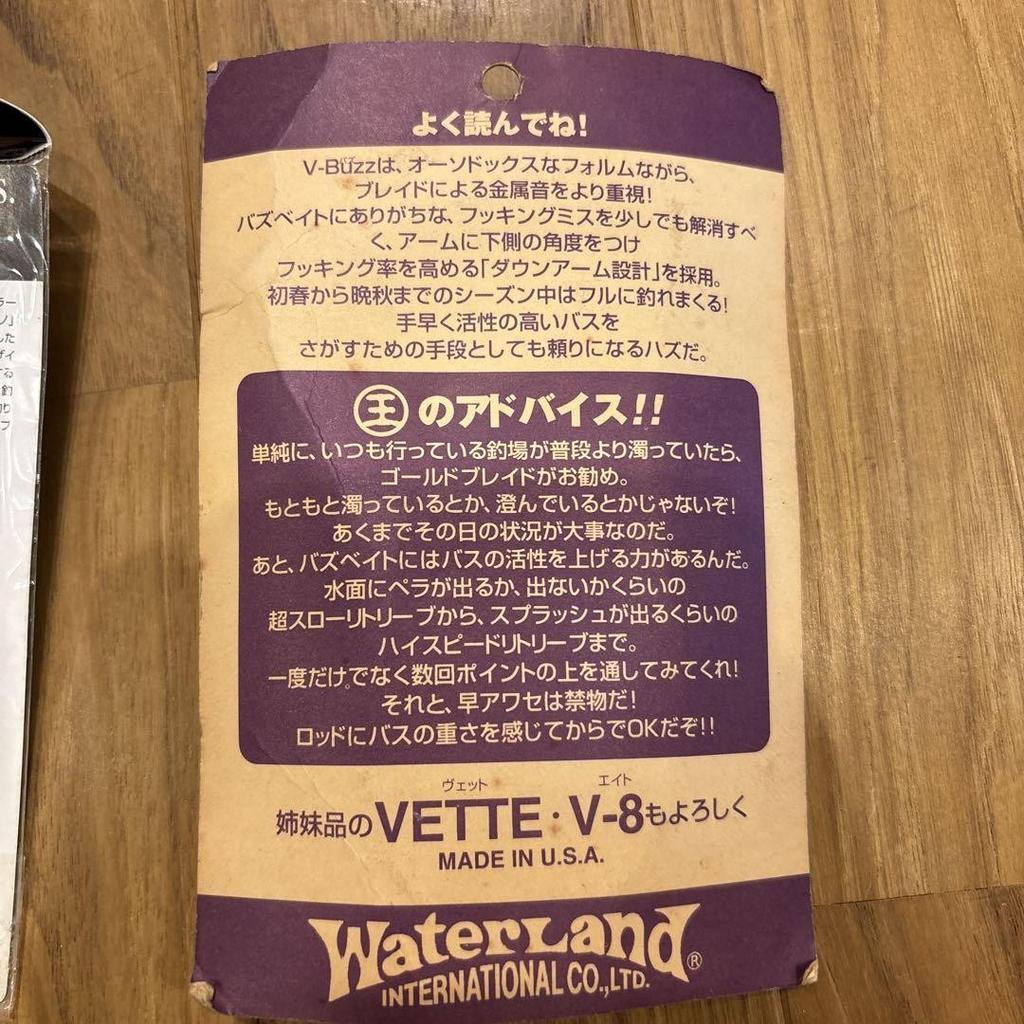 よく読んでね!
V-Buzzは、オーソドックスなフォルムながら、
ブレイドによる金属音をより重視!
バズベイトにありがちな、フッキングミスを少しでも解消すべ
く、アームに下側の角度をつけ
フッキング率を高める「ダウンアーム設計」を採用。
初春から晩秋までのシーズン中はフルに釣れまくる!
手早く活性の高いバスを
さがすための手段としても頼りになるハズだ。
王のアドバイス!!
単純に、いつも行っている釣場が普段より濁っていたら、
ゴールドブレイドがお勧め。
もともと濁っているとか、澄んでいるとかじゃないぞ!
あくまでその日の状況が大事なのだ。
あと、バズベイトにはバスの活性を上げる力があるんだ。
水面にペラが出るか、出ないかくらいの
超スローリトリーブから、スプラッシュが出るくらいの
ハイスピードリトリーブまで。
一度だけでなく数回ポイントの上を通してみてくれ!
それと、早アワセは禁物だ!
ロッドにバスの重さを感じてからでOKだぞ!!
ヴェット エイト
姉妹品のVETTE・V-8もよろしく
MADE IN U.S.A.
WaterLand®
INTERNATIONAL CO.,LTD.